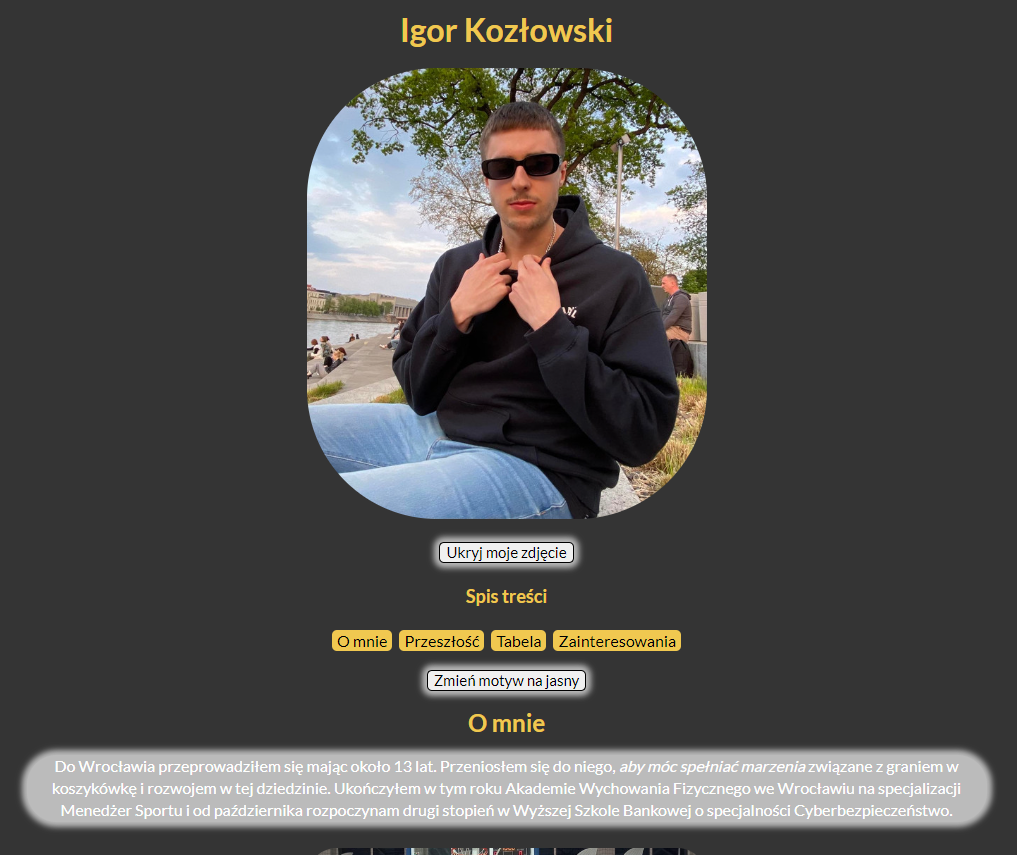 Igor Kozłowski
Ukryj moje zdjęcie
Spis treści
O mnie Przeszłość Tabela Zainteresowania
Zmień motyw na jasny
O mnie
Do Wrocławia przeprowadziłem się mając około 13 lat. Przeniosłem się do niego, aby móc spełniać marzenia związane z graniem w
koszykówkę i rozwojem w tej dziedzinie. Ukończyłem w tym roku Akademie Wychowania Fizycznego we Wrocławiu na specjalizacji
Menedżer Sportu i od października rozpoczynam drugi stopień w Wyższej Szkole Bankowej o specjalności Cyberbezpieczeństwo.